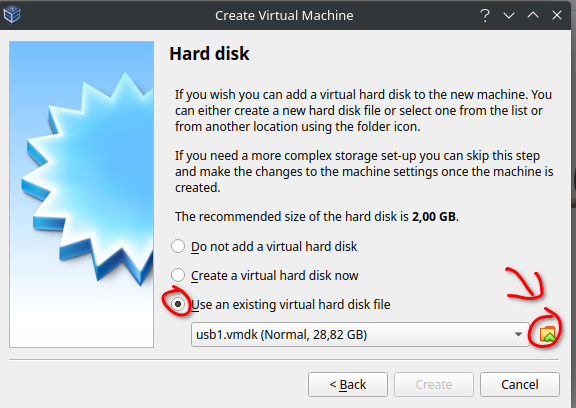 Create Virtual Machine
Hard disk
If you wish you can add a virtual hard disk to the new machine. You
can either create a new hard disk file or select one from the list or
from another location using the folder icon.
If you need a more complex storage set-up you can skip this step
and make the changes to the machine settings once the machine is
created.
The recommended size of the hard disk is 2,00 GB.
Do not add a virtual hard disk
Create a virtual hard disk now
Use an existing virtual hard disk file
usb1.vmdk (Normal, 28,82 GB)
< Back
Create
Cancel